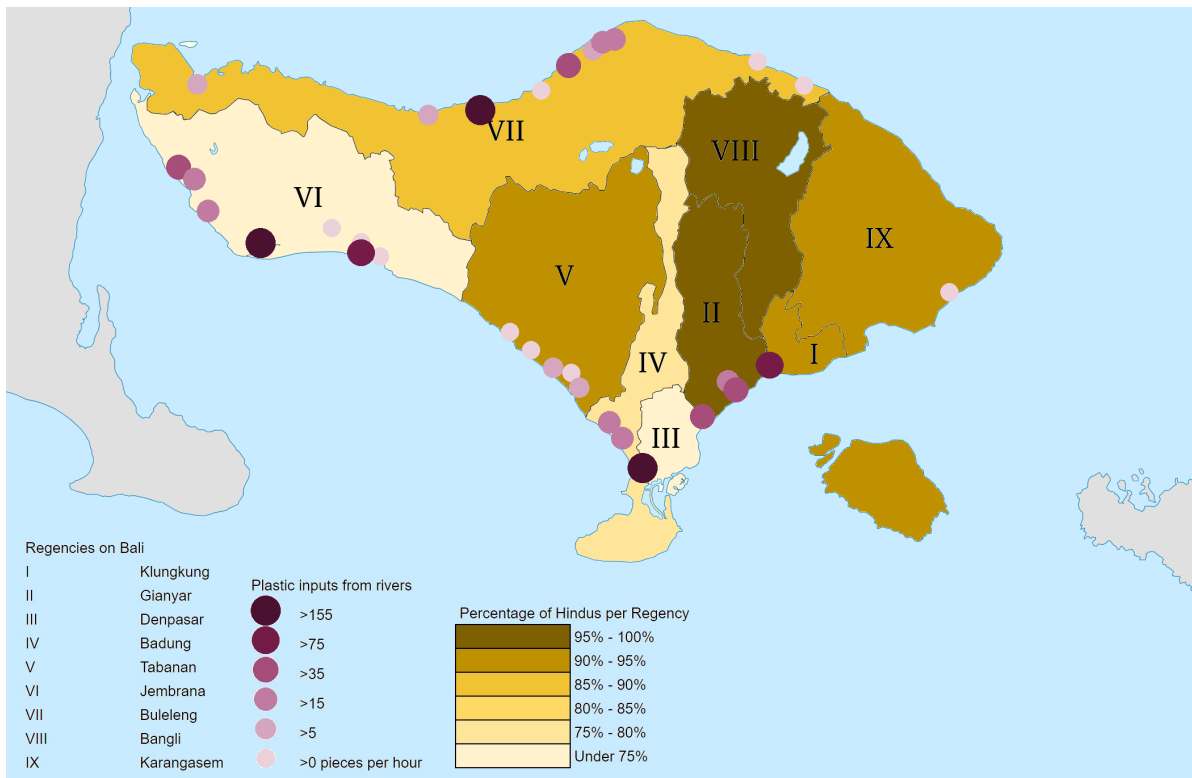 VII
VIII
VI
IX
V
II
I
IV
III
Regencies on Bali
I Klungkung
II Gianyar
III Denpasar
IV Badung
V Tabanan
VI Jembrana
VII Buleleng
VIII Bangli
IX Karangasem
Plastic inputs from rivers
>155
>75
>35
>15
>5
>0 pieces per hour
Percentage of Hindus per Regency
95% - 100%
90% - 95%
85% - 90%
80% - 85%
75% - 80%
Under 75%